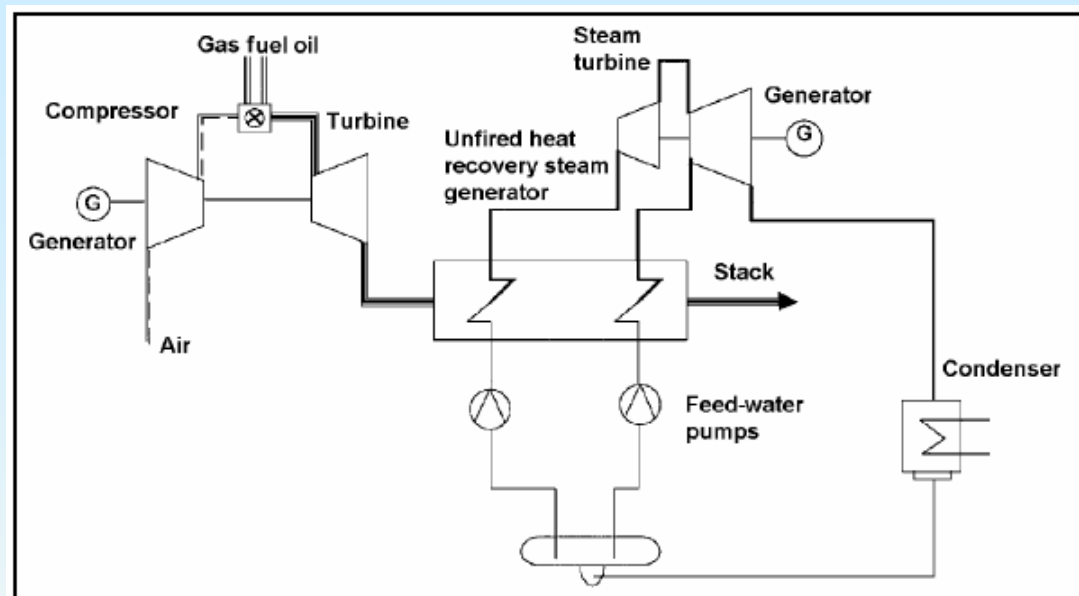 Gas fuel oil
Compressor
Turbine
G
Generator
Air
Unfired heat
recovery steam
generator
Steam
turbine
Generator
G
Stack
Feed-water
pumps
Condenser